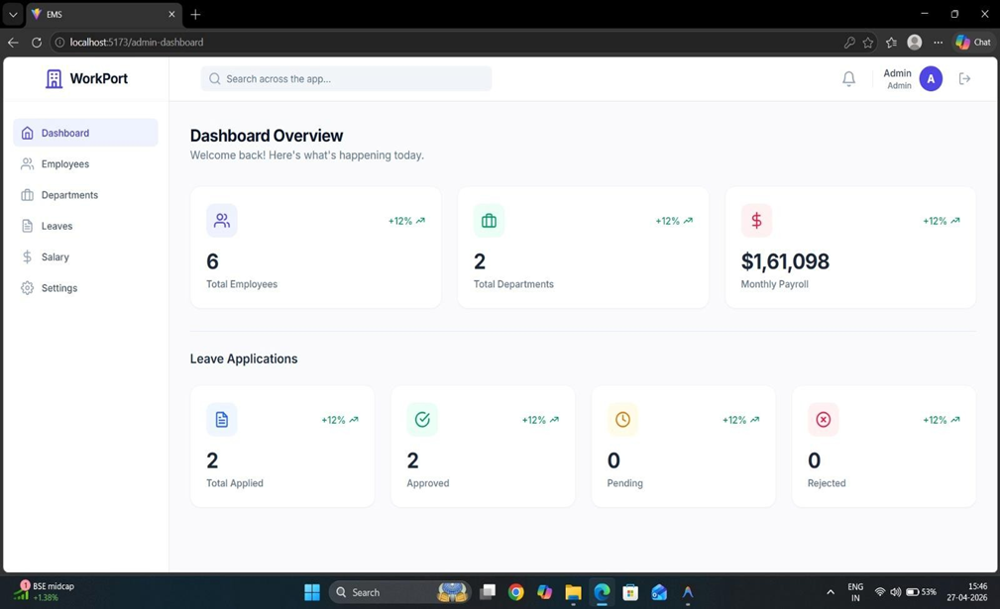 EMS
localhost:5173/admin-dashboard
Chat
WorkPort
Search across the app...
Admin
Admin
A
Dashboard
Employees
Departments
Leaves
Salary
Settings
Dashboard Overview
Welcome back! Here's what's happening today.
+12%
6
Total Employees
+12%
2
Total Departments
+12%
$1,61,098
Monthly Payroll
Leave Applications
+12%
2
Total Applied
+12%
2
Approved
+12%
0
Pending
+12%
0
Rejected
1
BSE midcap
+1.38%
Search
ENG
IN
53%
15:46
27-04-2026